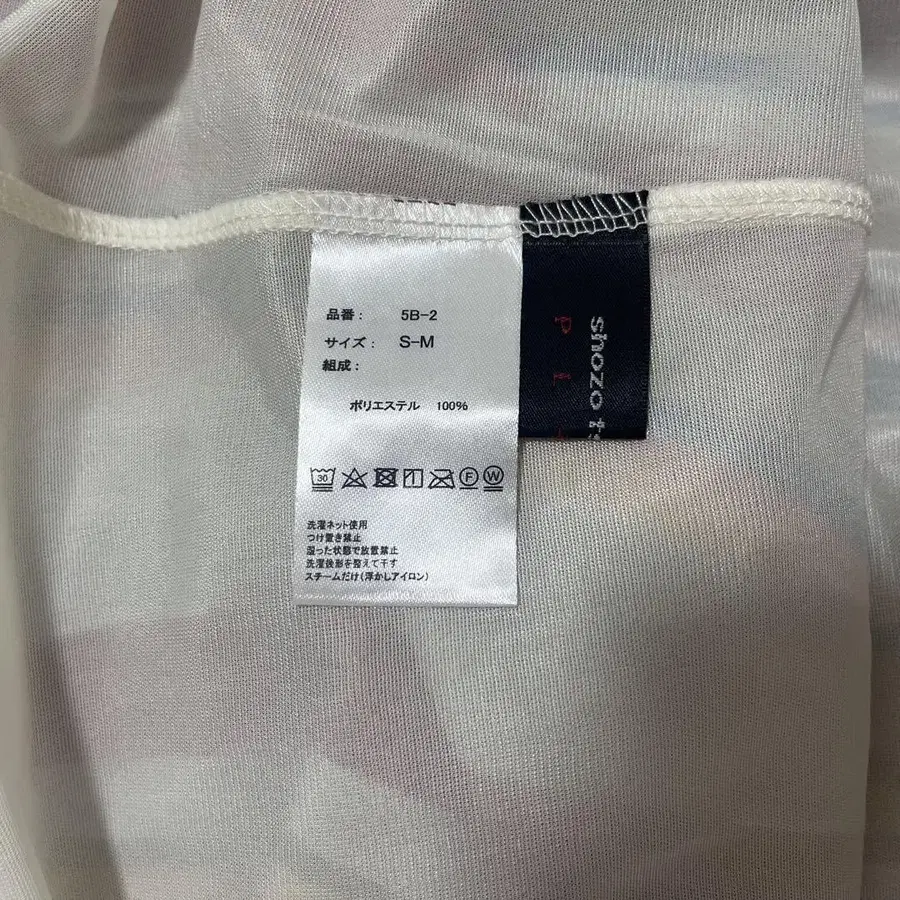 品番： 5B-2
サイズ： S-M
組成：
ポリエステル 100%
30 F W
洗濯ネット使用
つけ置き禁止
湿った状態で放置禁止
洗濯後形を整えて干す
スチームだけ(浮かしアイロン)
shozo ts
P L